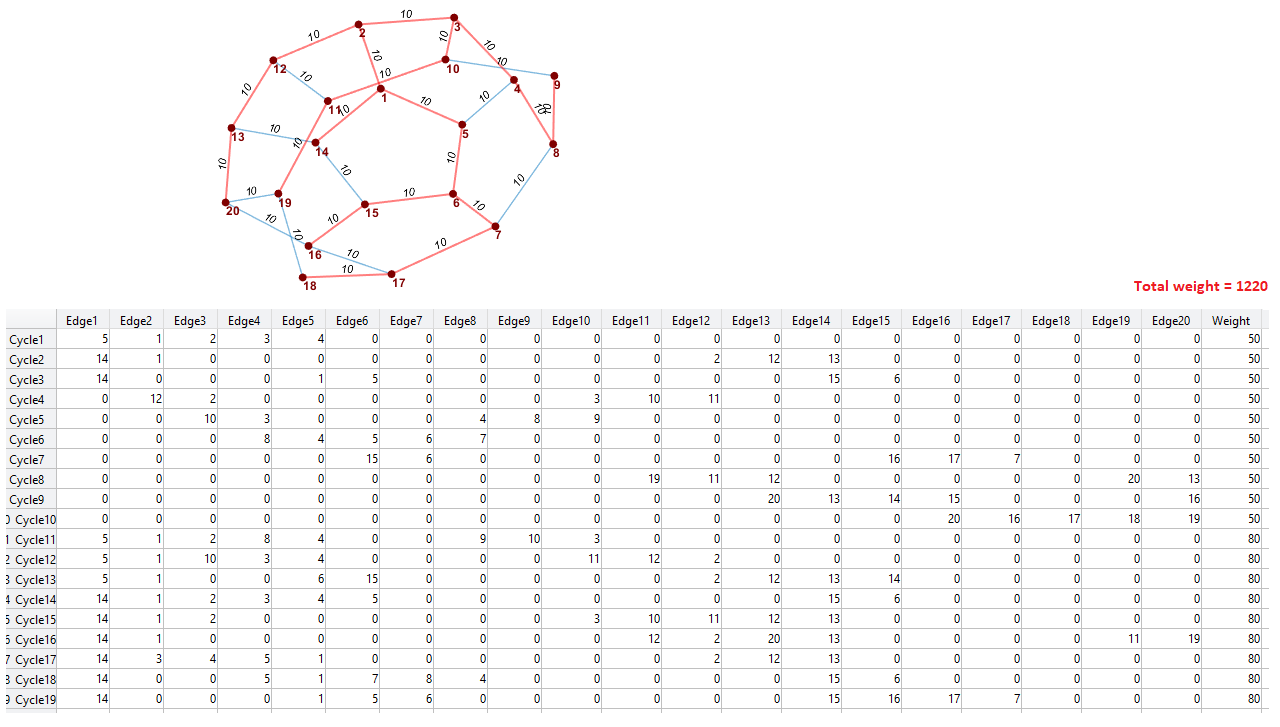 10
3
2
10
10
10
10
10
12
10
10
10
4
9
10
11
10
1
10
10
10
10
13
10
5
10
14
8
10
10
10
10
10
10
20
19
15
6
10
10
7
10
10
10
10
16
10
10
18
17
Total weight = 1220
Edge1 Edge2 Edge3 Edge4 Edge5 Edge6 Edge7 Edge8 Edge9 Edge10 Edge11 Edge12 Edge13 Edge14 Edge15 Edge16 Edge17 Edge18 Edge19 Edge20 Weight
Cycle1 5 1 2 3 4 0 0 0 0 0 0 0 0 0 0 0 0 0 0 0 50
Cycle2 14 1 0 0 0 0 0 0 0 0 0 2 12 13 0 0 0 0 0 0 50
Cycle3 14 0 0 0 1 5 0 0 0 0 0 0 0 15 6 0 0 0 0 0 50
Cycle4 0 12 2 0 0 0 0 0 0 3 10 11 0 0 0 0 0 0 0 0 50
Cycle5 0 0 10 3 0 0 0 4 8 9 0 0 0 0 0 0 0 0 0 0 50
Cycle6 0 0 0 8 4 5 6 7 0 0 0 0 0 0 0 0 0 0 0 0 50
Cycle7 0 0 0 0 0 15 6 0 0 0 0 0 0 0 16 17 7 0 0 0 50
Cycle8 0 0 0 0 0 0 0 0 0 0 19 11 12 0 0 0 0 0 20 13 50
Cycle9 0 0 0 0 0 0 0 0 0 0 0 0 20 13 14 15 0 0 0 16 50
Cycle10 0 0 0 0 0 0 0 0 0 0 0 0 0 0 0 20 16 17 18 19 50
Cycle11 5 1 2 8 4 0 0 9 10 3 0 0 0 0 0 0 0 0 0 0 80
Cycle12 5 1 10 3 4 0 0 0 0 11 12 2 0 0 0 0 0 0 0 0 80
Cycle13 5 1 0 0 6 15 0 0 0 0 0 2 12 13 14 0 0 0 0 0 80
Cycle14 14 1 2 3 4 5 0 0 0 0 0 0 0 15 6 0 0 0 0 0 80
Cycle15 14 1 2 0 0 0 0 0 0 3 10 11 12 13 0 0 0 0 0 0 80
Cycle16 14 1 0 0 0 0 0 0 0 0 12 2 20 13 0 0 0 0 11 19 80
Cycle17 14 3 4 5 1 0 0 0 0 0 0 2 12 13 0 0 0 0 0 0 80
Cycle18 14 0 0 5 1 7 8 4 0 0 0 0 0 15 6 0 0 0 0 0 80
Cycle19 14 0 0 0 1 5 6 0 0 0 0 0 0 15 16 17 7 0 0 0 80